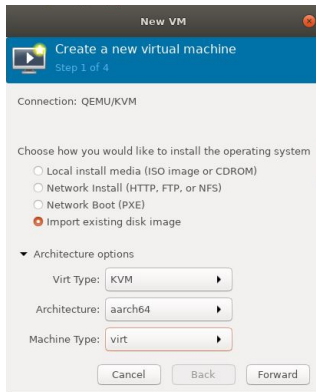 New VM
Create a new virtual machine
Step 1 of 4
Connection: QEMU/KVM
Choose how you would like to install the operating system
Local install media (ISO image or CDROM)
Network Install (HTTP, FTP, or NFS)
Network Boot (PXE)
Import existing disk image
Architecture options
Virt Type: KVM
Architecture: aarch64
Machine Type: virt
Cancel Back Forward